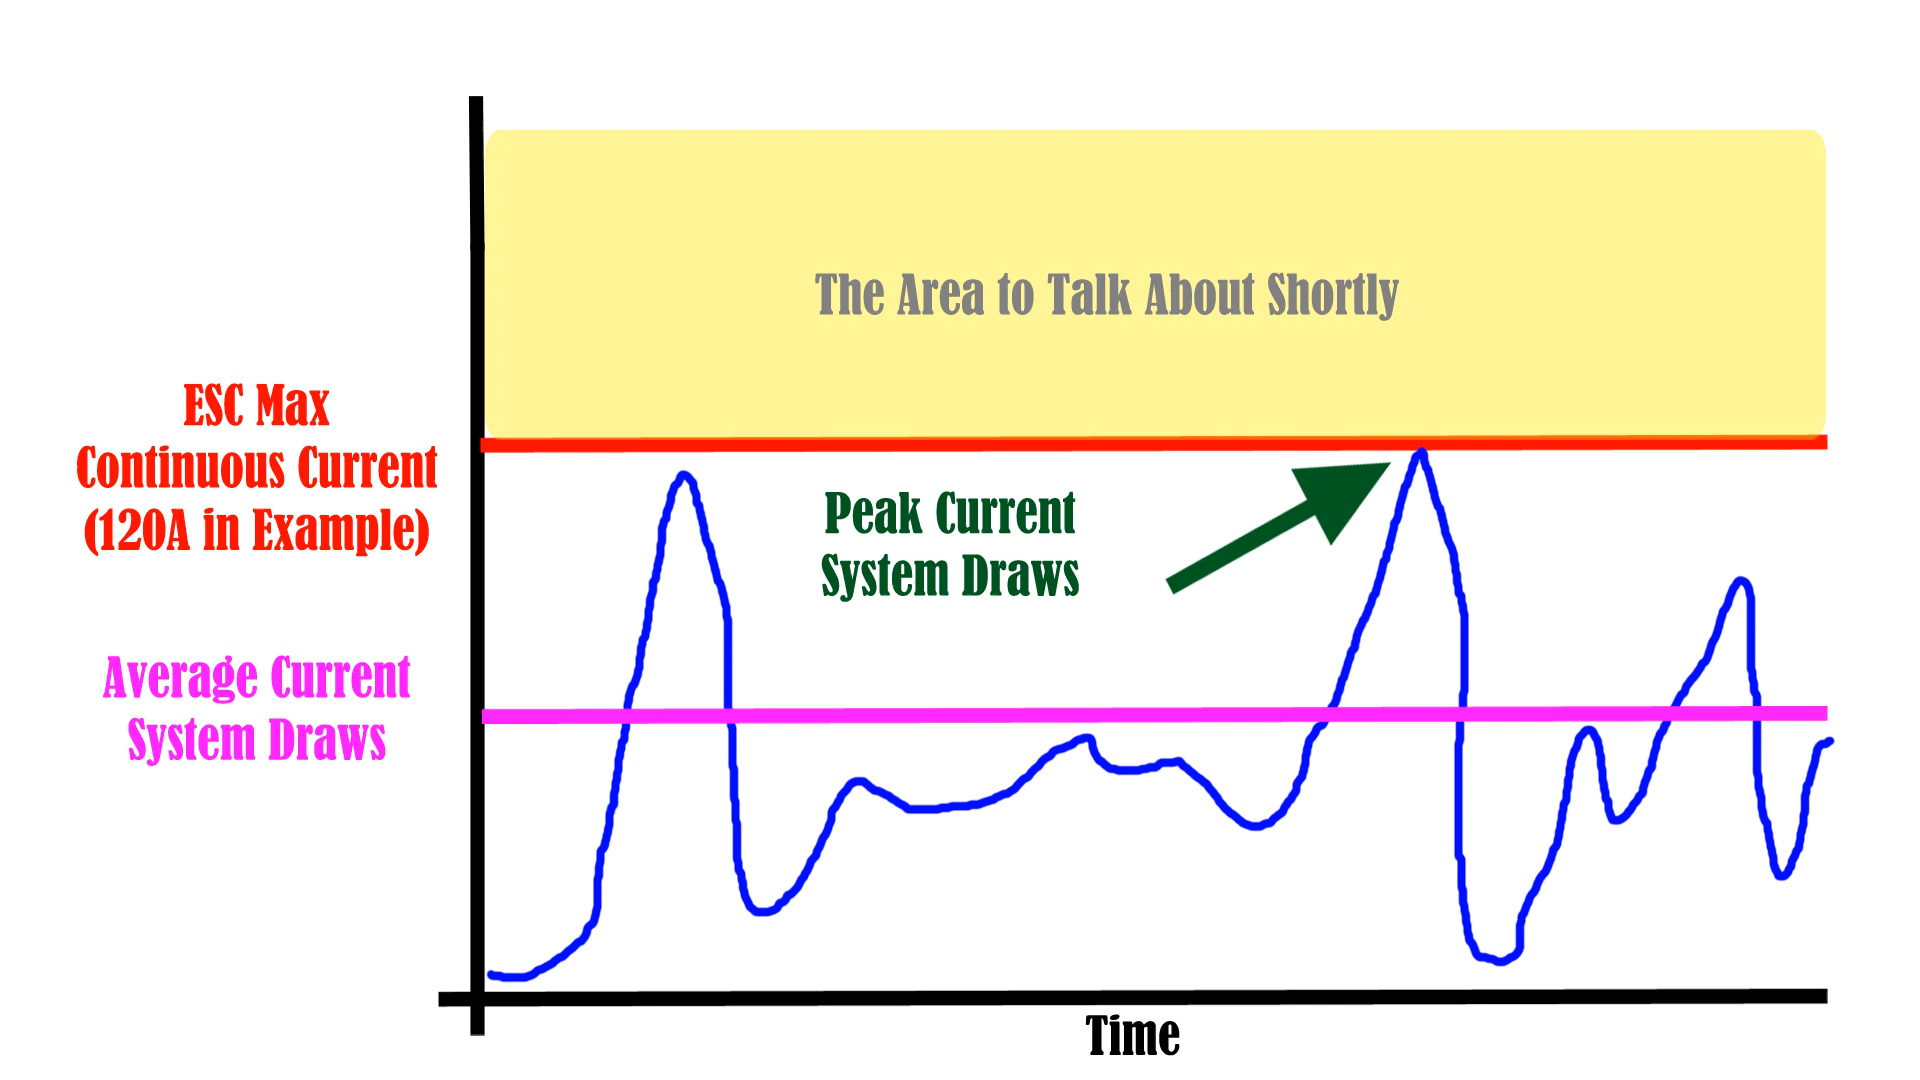 The Area to Talk About Shortly
ESC Max
Continuous Current
(120A in Example)
Peak Current
System Draws
Average Current
System Draws
Time